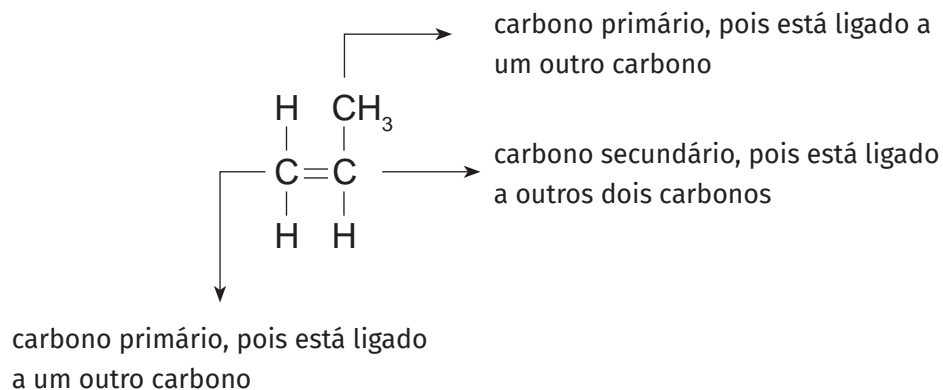 carbono primário, pois está ligado a
um outro carbono
H CH₃
C=C
carbono secundário, pois está ligado
a outros dois carbonos
H H
carbono primário, pois está ligado
a um outro carbono